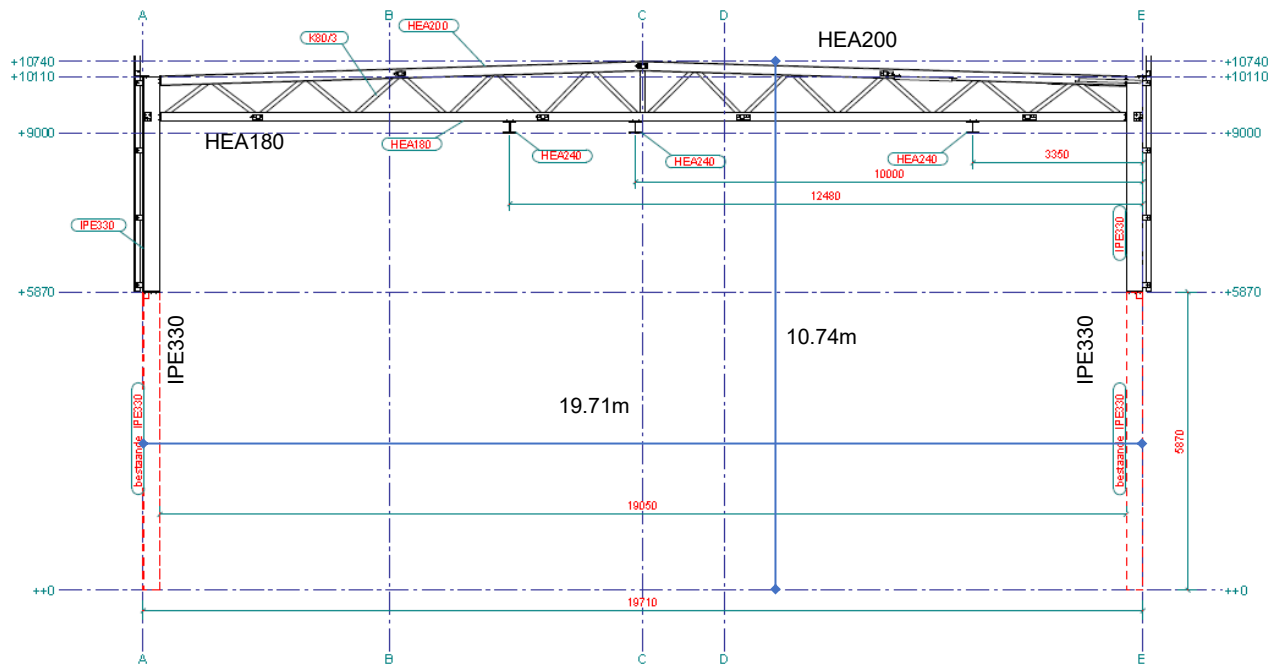 A B C D E
HEA200
K80/3
HEA200
+10740 +10740
+10110 +10110
HEA180
HEA180
+9000 +9000
HEA240
HEA240
HEA240
3350
10000
12480
IPE330
IPE330
+5870 +5870
IPE330
IPE330
10.74m
19.71m
bestaande IPE330
bestaande IPE330
5870
19050
++0 ++0
19710
A B C D E